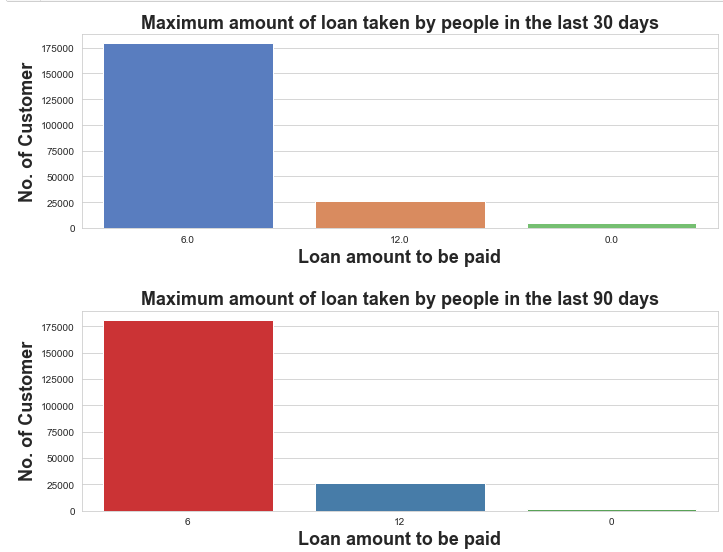 Maximum amount of loan taken by people in the last 30 days
No. of Customer
175000
150000
125000
100000
75000
50000
25000
0
6.0 12.0 0.0
Loan amount to be paid
Maximum amount of loan taken by people in the last 90 days
No. of Customer
175000
150000
125000
100000
75000
50000
25000
0
6 12 0
Loan amount to be paid